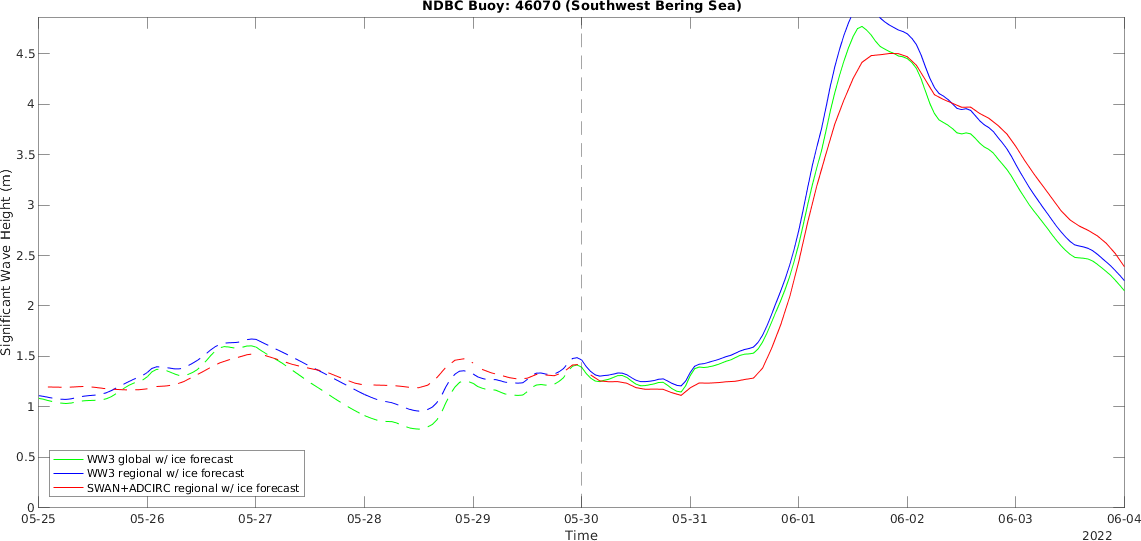 NDBC Buoy: 46070 (Southwest Bering Sea)
Significant Wave Height (m)
4.5
4
3.5
3
2.5
2
1.5
1
0.5
0
WW3 global w/ ice forecast
WW3 regional w/ ice forecast
SWAN+ADCIRC regional w/ ice forecast
05-25 05-26 05-27 05-28 05-29 05-30 05-31 06-01 06-02 06-03 06-04
Time
2022